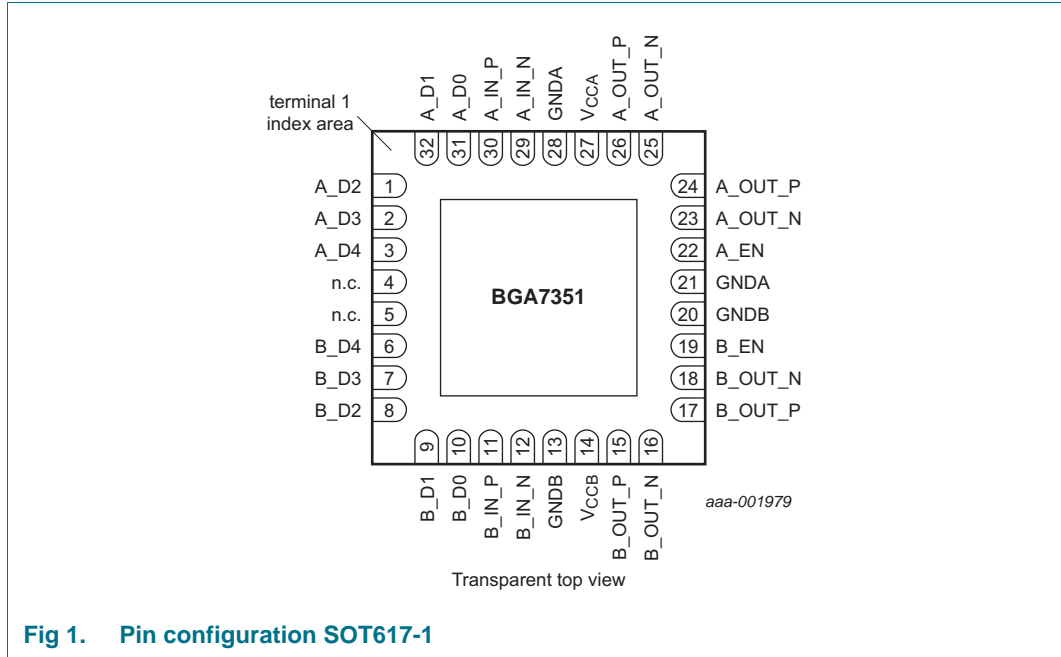 A_D1
A_D0
A_IN_P
A_IN_N
GNDA
VCCA
A_OUT_P
A_OUT_N
terminal 1
index area
32
31
30
29
28
27
26
25
A_D2 1
A_D3 2
A_D4 3
n.c. 4
n.c. 5
B_D4 6
B_D3 7
B_D2 8
BGA7351
24 A_OUT_P
23 A_OUT_N
22 A_EN
21 GNDA
20 GNDB
19 B_EN
18 B_OUT_N
17 B_OUT_P
9
10
11
12
13
14
15
16
B_D1
B_D0
B_IN_P
B_IN_N
GNDB
VCCB
B_OUT_P
B_OUT_N
aaa-001979
Transparent top view
Fig 1. Pin configuration SOT617-1